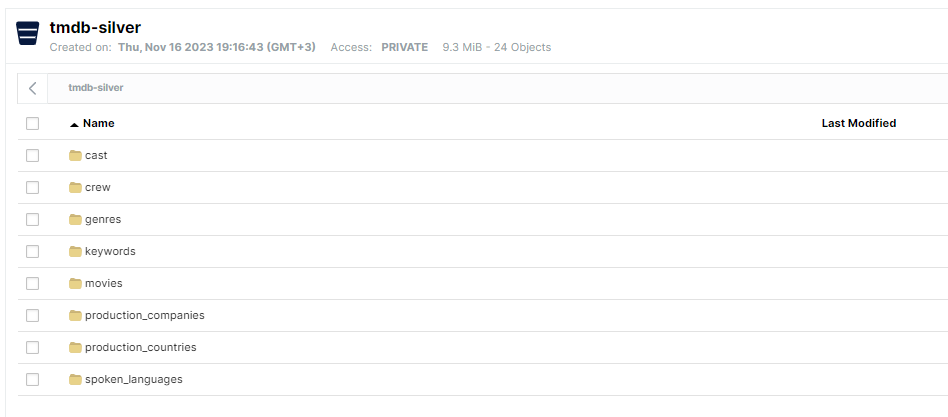 tmdb-silver
Created on: Thu, Nov 16 2023 19:16:43 (GMT+3) Access: PRIVATE 9.3 MiB - 24 Objects
tmdb-silver
Name Last Modified
cast
crew
genres
keywords
movies
production_companies
production_countries
spoken_languages